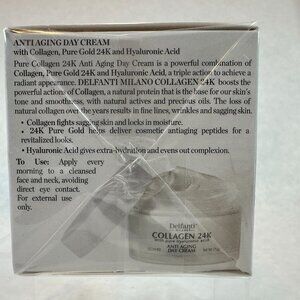 ANTI AGING DAY CREAM
with Collagen, Pure Gold 24K and Hyaluronic Acid
Pure Collagen 24K Anti Aging Day Cream is a powerful combination of
Collagen, Pure Gold 24K and Hyaluronic Acid, a triple action to achieve a
radiant appearance. DELFANTI MILANO COLLAGEN 24K boosts the
powerful activity of Collagen, a natural protein that is the base for our skin's
tone and smoothness, with natural actives and precious oils. The loss of
natural collagen over the years results in fine lines, wrinkles and sagging skin.
• Collagen fights sagging skin and locks in moisture.
• 24K Pure Gold helps deliver cosmetic antiaging peptides for a
revitalized looks.
• Hyaluronic Acid gives extra-hydration and evens out complexion.
To Use: Apply every
morning to a cleansed
face and neck, avoiding
direct eye contact.
For external use
only.
Delfanti
COLLAGEN 24K
with pure hyaluronic acid
ANTI AGING
DAY CREAM